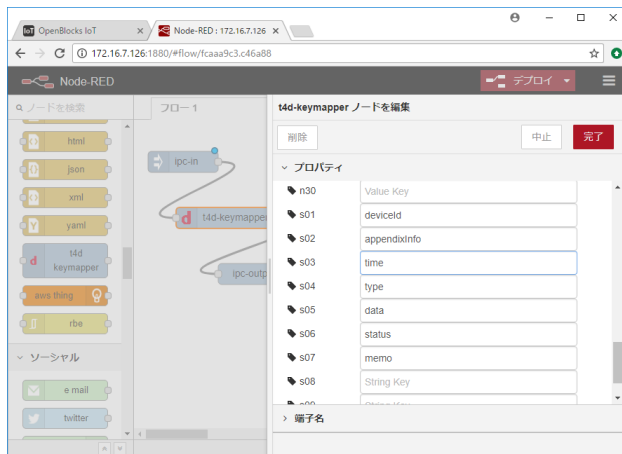 OpenBlocks IoT
Node-RED : 172.16.7.126
172.16.7.126:1880/#flow/fcaaa9c3.c46a88
Node-RED
デプロイ
ノードを検索
フロー 1
t4d-keymapper ノードを編集
削除
中止
完了
プロパティ
html
json
xml
yaml
t4d
keymapper
aws thing
rbe
ソーシャル
e mail
twitter
ipc-in
t4d-keymapper
ipc-outp
n30
Value Key
s01
deviceId
s02
appendixInfo
s03
time
s04
type
s05
data
s06
status
s07
memo
s08
String Key
端子名